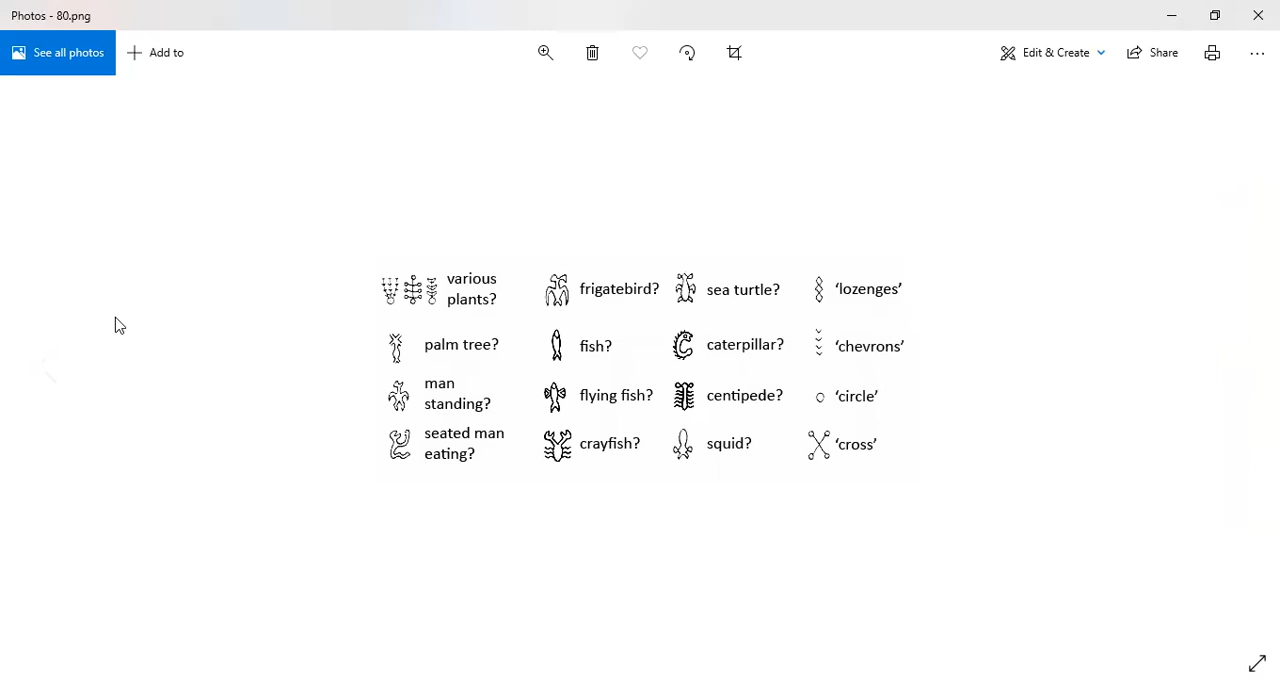 Photos - 80.png
See all photos
Add to
Edit & Create
Share
various
plants?
frigatebird?
sea turtle?
‘lozenges’
palm tree?
fish?
caterpillar?
‘chevrons’
man
standing?
flying fish?
centipede?
‘circle’
seated man
eating?
crayfish?
squid?
‘cross’